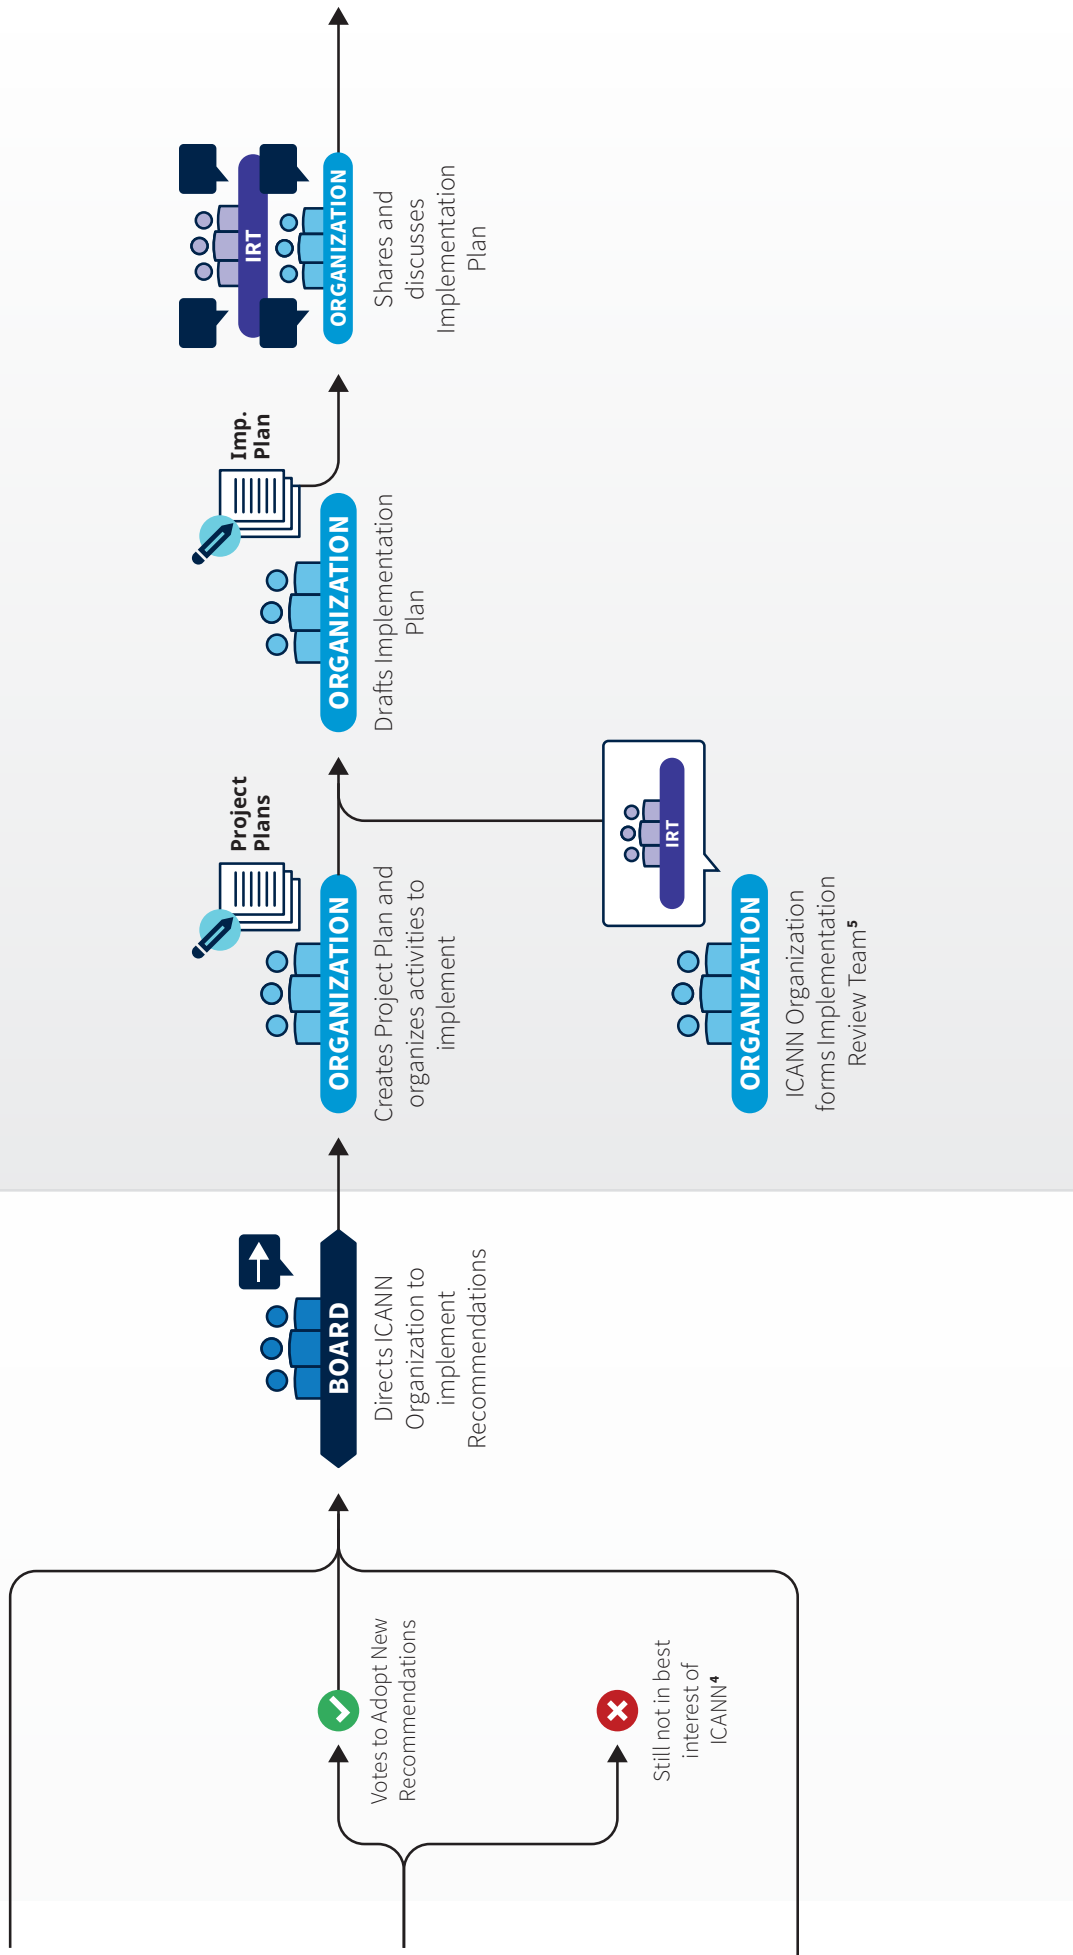 Votes to Adopt New
Recommendations
Still not in best
interest of
ICANN⁴
BOARD
Directs ICANN
Organization to
implement
Recommendations
Project
Plans
ORGANIZATION
Creates Project Plan and
organizes activities to
implement
IRT
ORGANIZATION
ICANN Organization
forms Implementation
Review Team⁵
Imp.
Plan
ORGANIZATION
Drafts Implementation
Plan
IRT
ORGANIZATION
Shares and
discusses
Implementation
Plan